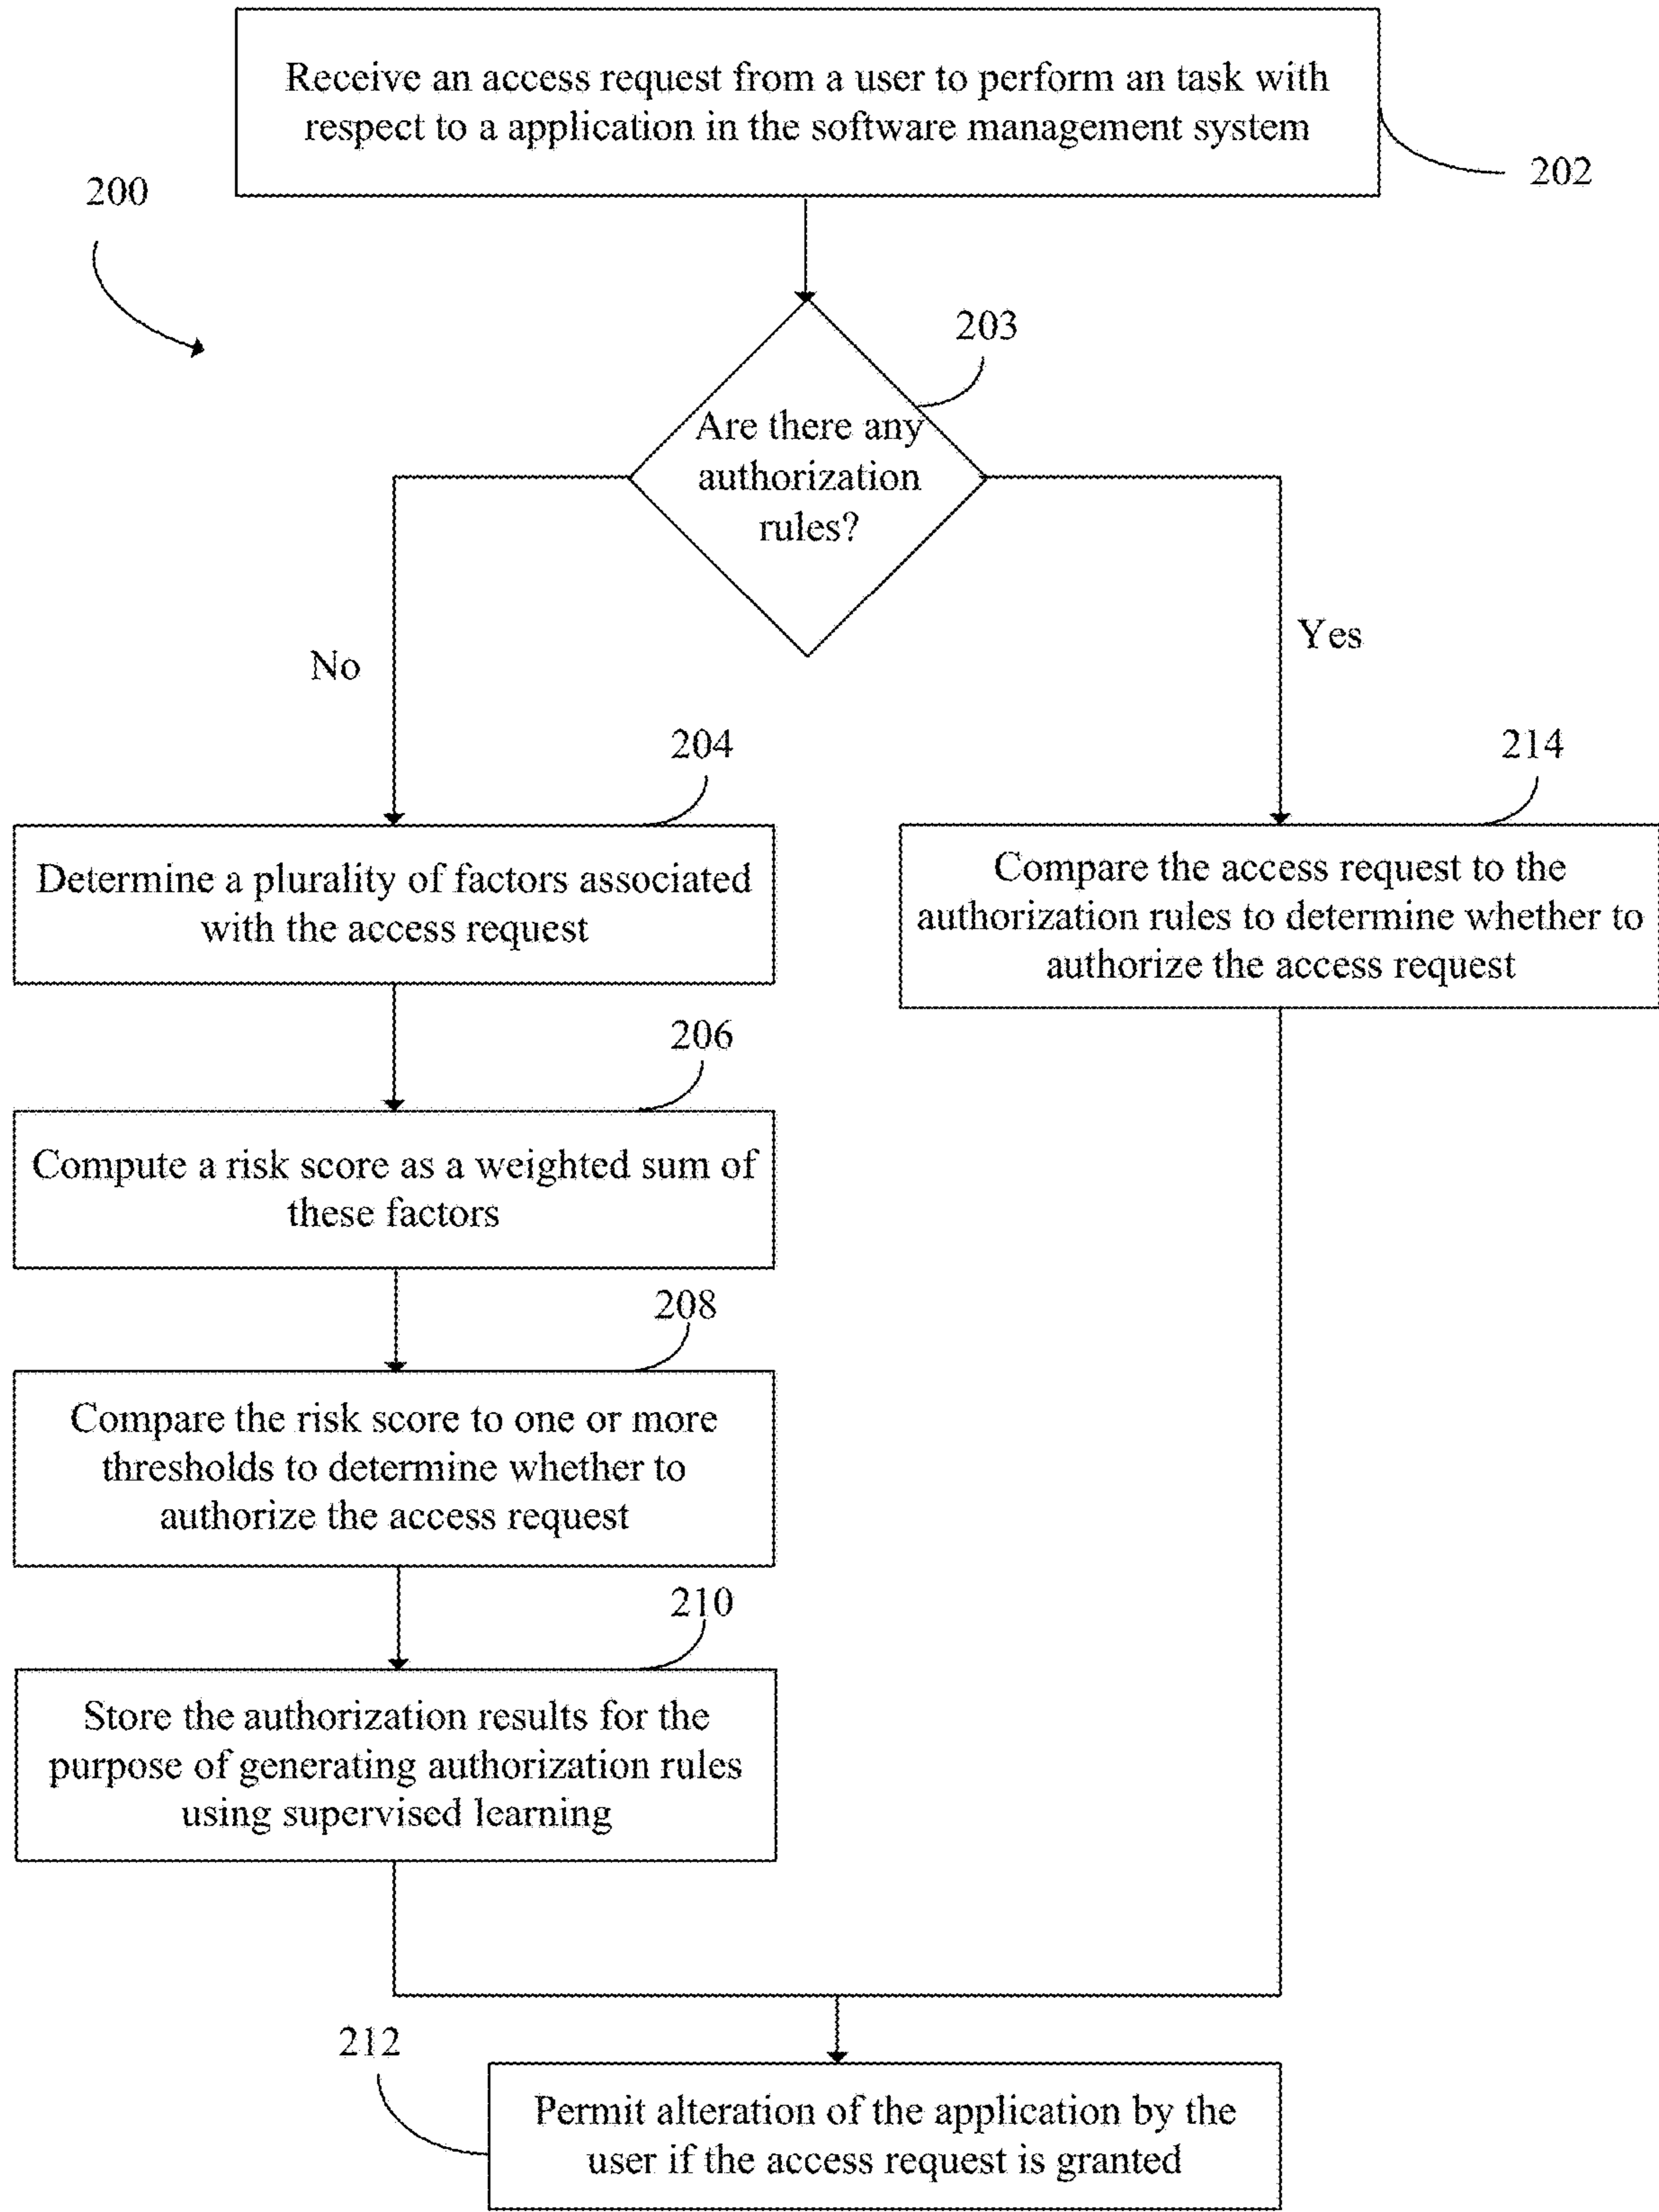 Receive an access request from a user to perform an task with
respect to a application in the software management system
202
200
203
Are there any
authorization
rules?
No
Yes
204
214
Determine a plurality of factors associated
with the access request
Compare the access request to the
authorization rules to determine whether to
authorize the access request
206
Compute a risk score as a weighted sum of
these factors
208
Compare the risk score to one or more
thresholds to determine whether to
authorize the access request
210
Store the authorization results for the
purpose of generating authorization rules
using supervised learning
212
Permit alteration of the application by the
user if the access request is granted